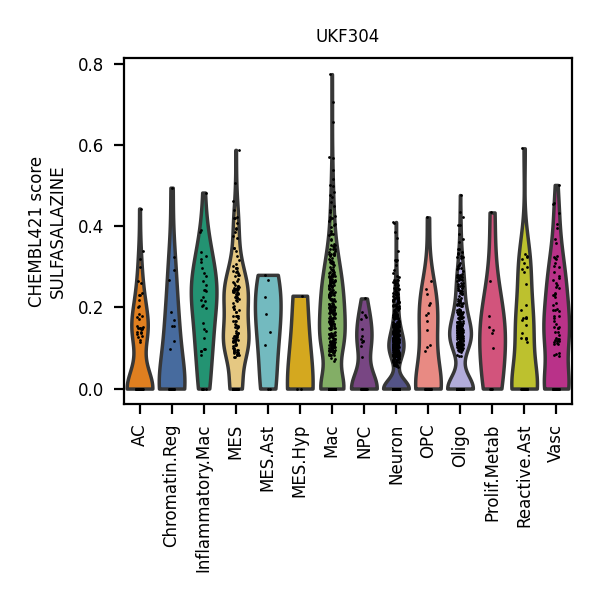 UKF304
CHEMBL421 score
SULFASALAZINE
0.8
0.6
0.4
0.2
0.0
AC
Chromatin.Reg
Inflammatory.Mac
MES
MES.Ast
MES.Hyp
Mac
NPC
Neuron
OPC
Oligo
Prolif.Metab
Reactive.Ast
Vasc